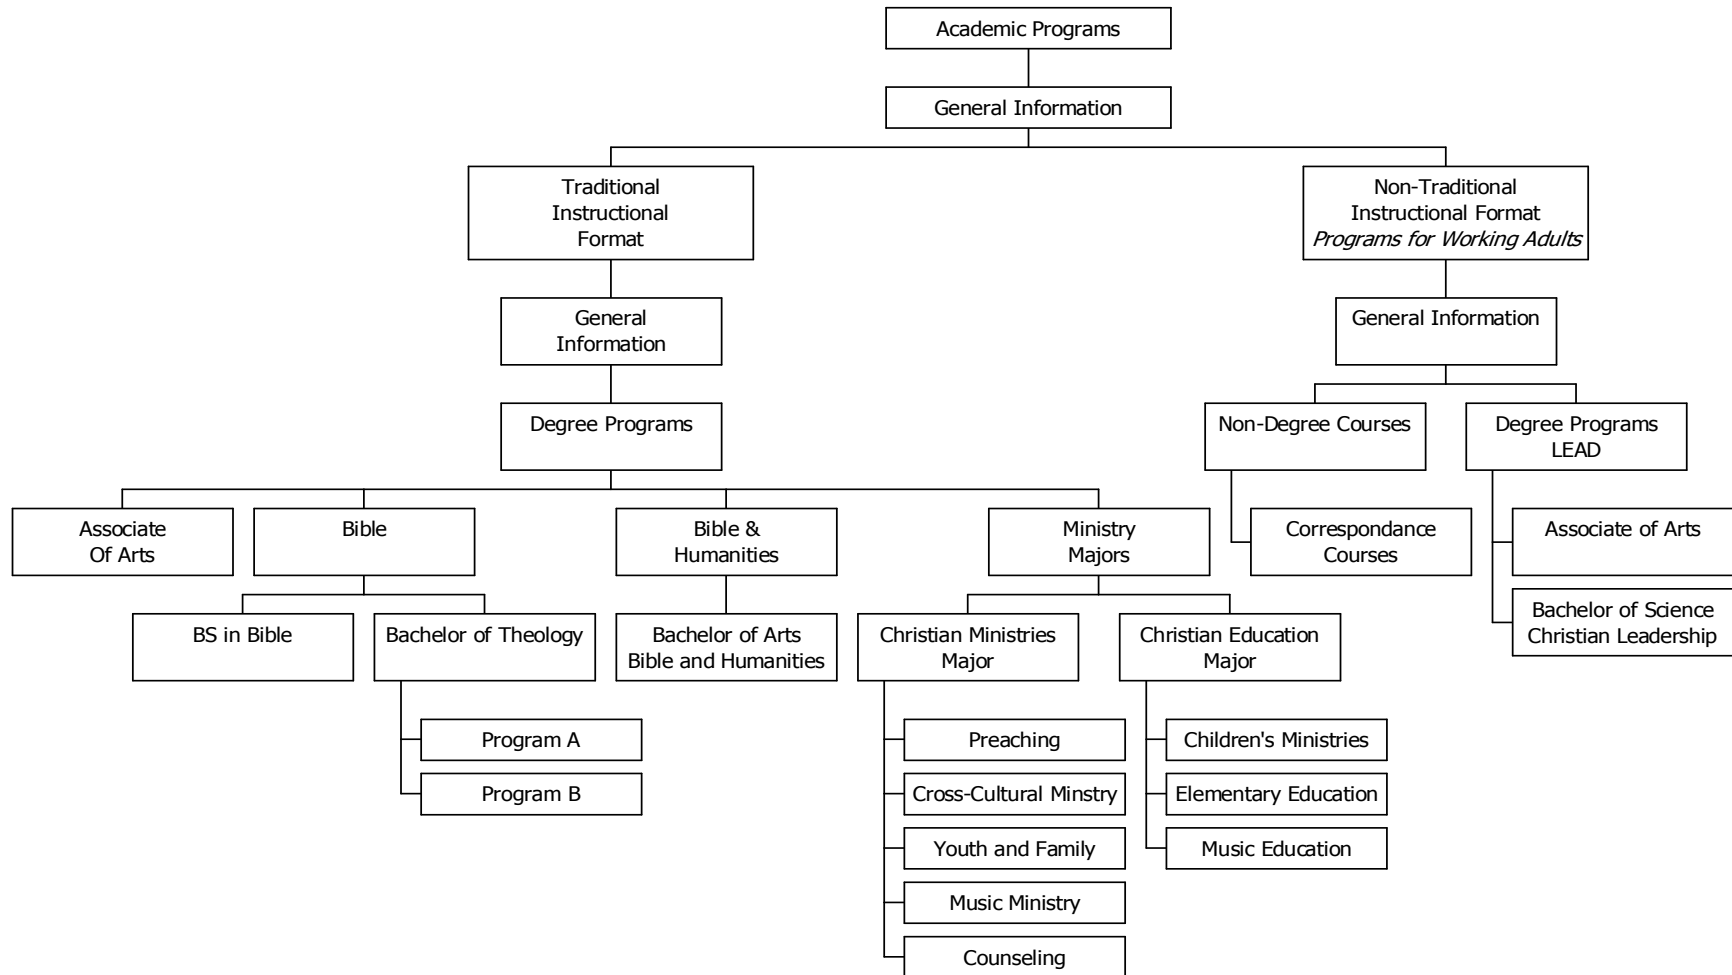 Academic Programs
General Information
Traditional
Instructional
Format
Non-Traditional
Instructional Format
Programs for Working Adults
General
Information
General Information
Degree Programs
Non-Degree Courses
Degree Programs
LEAD
Associate
Of Arts
Bible
Bible &
Humanities
Ministry
Majors
Correspondance
Courses
Associate of Arts
Bachelor of Science
Christian Leadership
BS in Bible
Bachelor of Theology
Bachelor of Arts
Bible and Humanities
Christian Ministries
Major
Christian Education
Major
Program A
Program B
Preaching
Cross-Cultural Minstry
Youth and Family
Music Ministry
Counseling
Children's Ministries
Elementary Education
Music Education